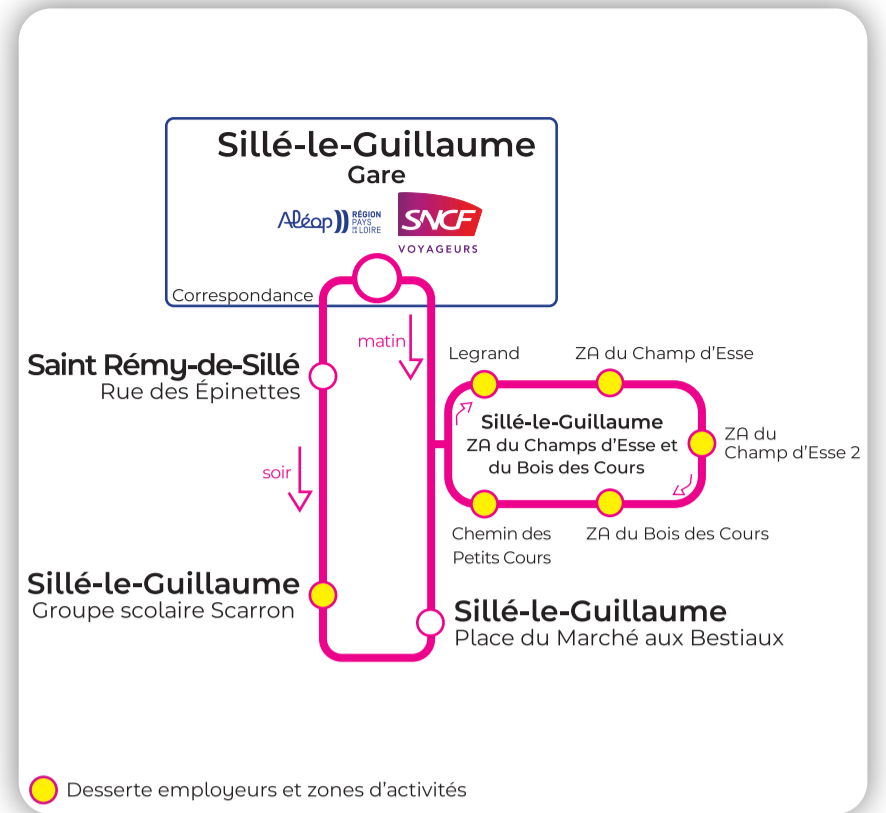 Sillé-le-Guillaume
Gare
Aléop RÉGION
PAYS
DE LA LOIRE
SNCF
VOYAGEURS
Correspondance
matin
Saint Rémy-de-Sillé
Rue des Épinettes
Legrand
ZA du Champ d'Esse
Sillé-le-Guillaume
ZA du Champs d'Esse et
du Bois des Cours
ZA du
Champ d'Esse 2
soir
Chemin des
Petits Cours
ZA du Bois des Cours
Sillé-le-Guillaume
Groupe scolaire Scarron
Sillé-le-Guillaume
Place du Marché aux Bestiaux
Desserte employeurs et zones d'activités